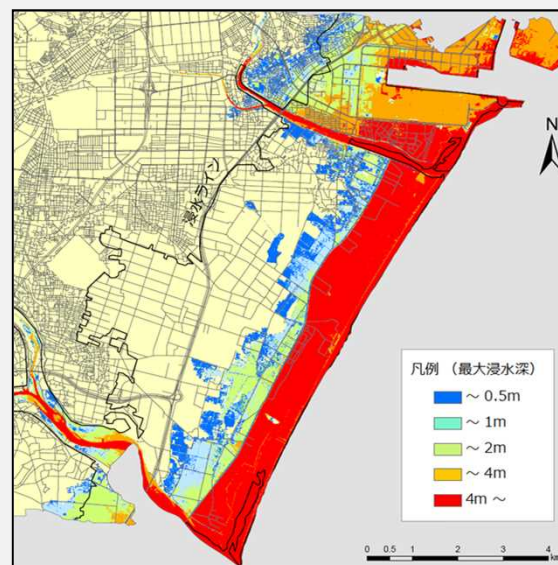 N
浸水ライン
凡例 （最大浸水深）
～ 0.5m
～ 1m
～ 2m
～ 4m
4m ～
0 0.5 1 2 3 4
km